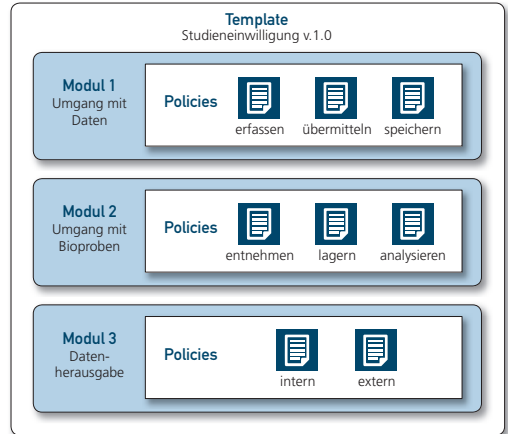 Template
Studieneinwilligung v.1.0
Modul 1
Umgang mit
Daten
Policies
erfassen übermitteln speichern
Modul 2
Umgang mit
Bioproben
Policies
entnehmen lagern analysieren
Modul 3
Daten-
herausgabe
Policies
intern extern